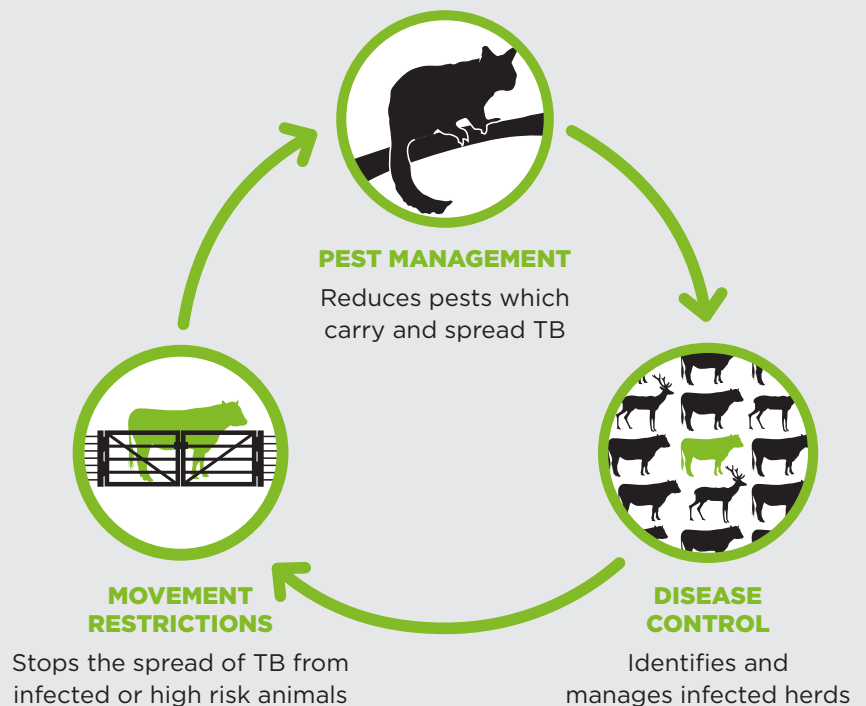 PEST MANAGEMENT
Reduces pests which
carry and spread TB
MOVEMENT
RESTRICTIONS
Stops the spread of TB from
infected or high risk animals
DISEASE
CONTROL
Identifies and
manages infected herds